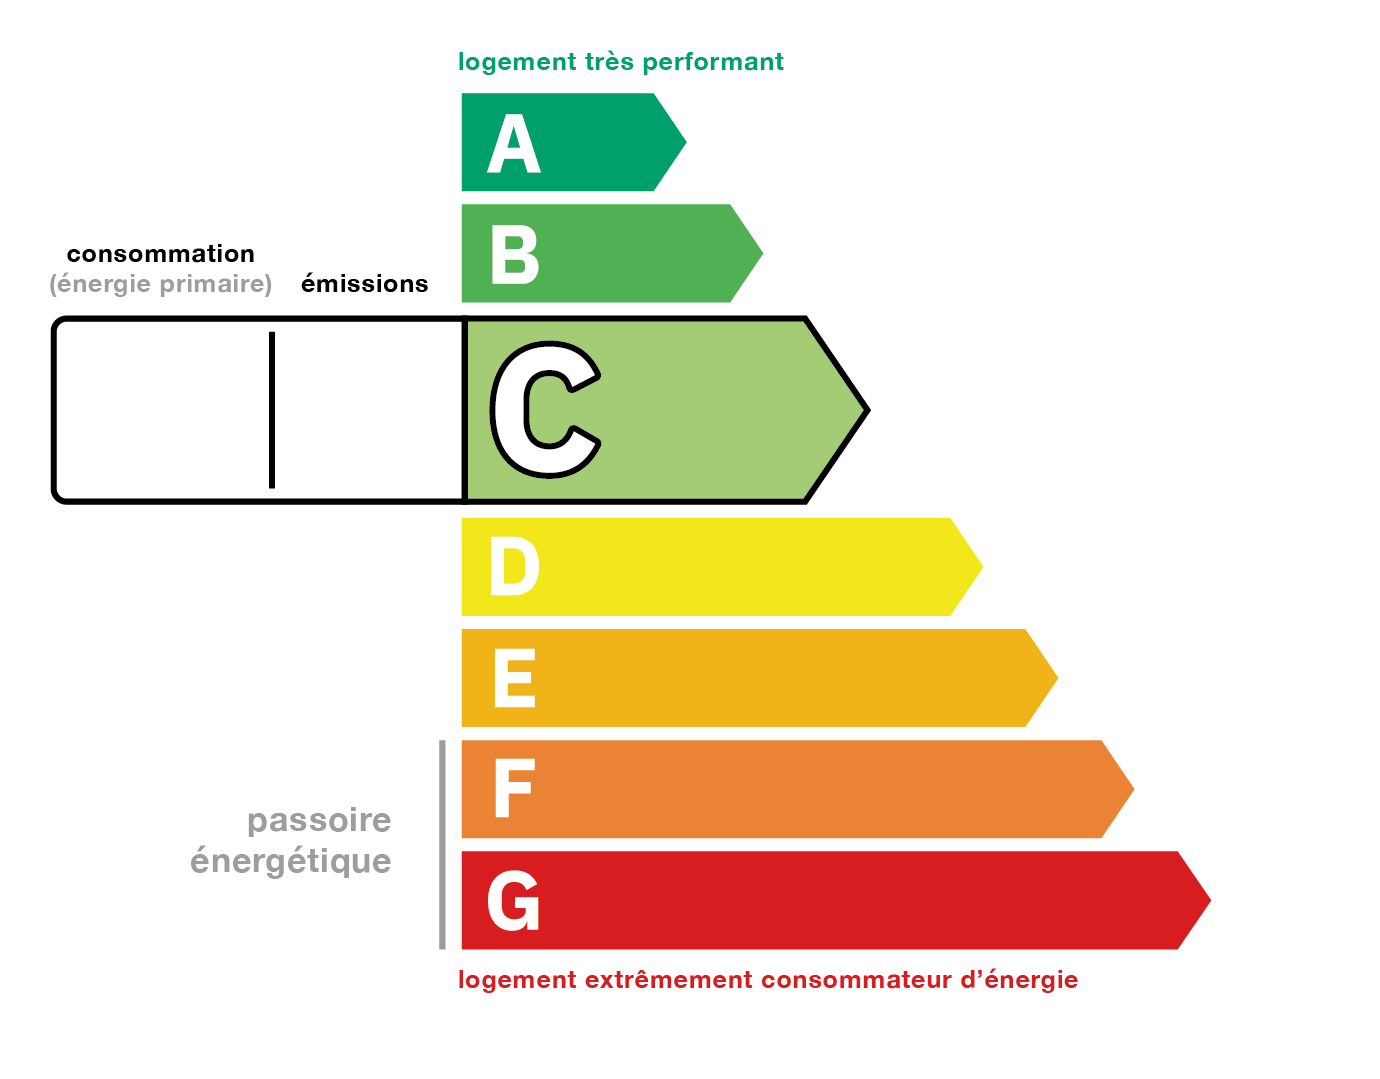 logement très performant
A
B
consommation
(énergie primaire)
émissions
C
D
E
F
passoire
énergétique
G
logement extrêmement consommateur d’énergie